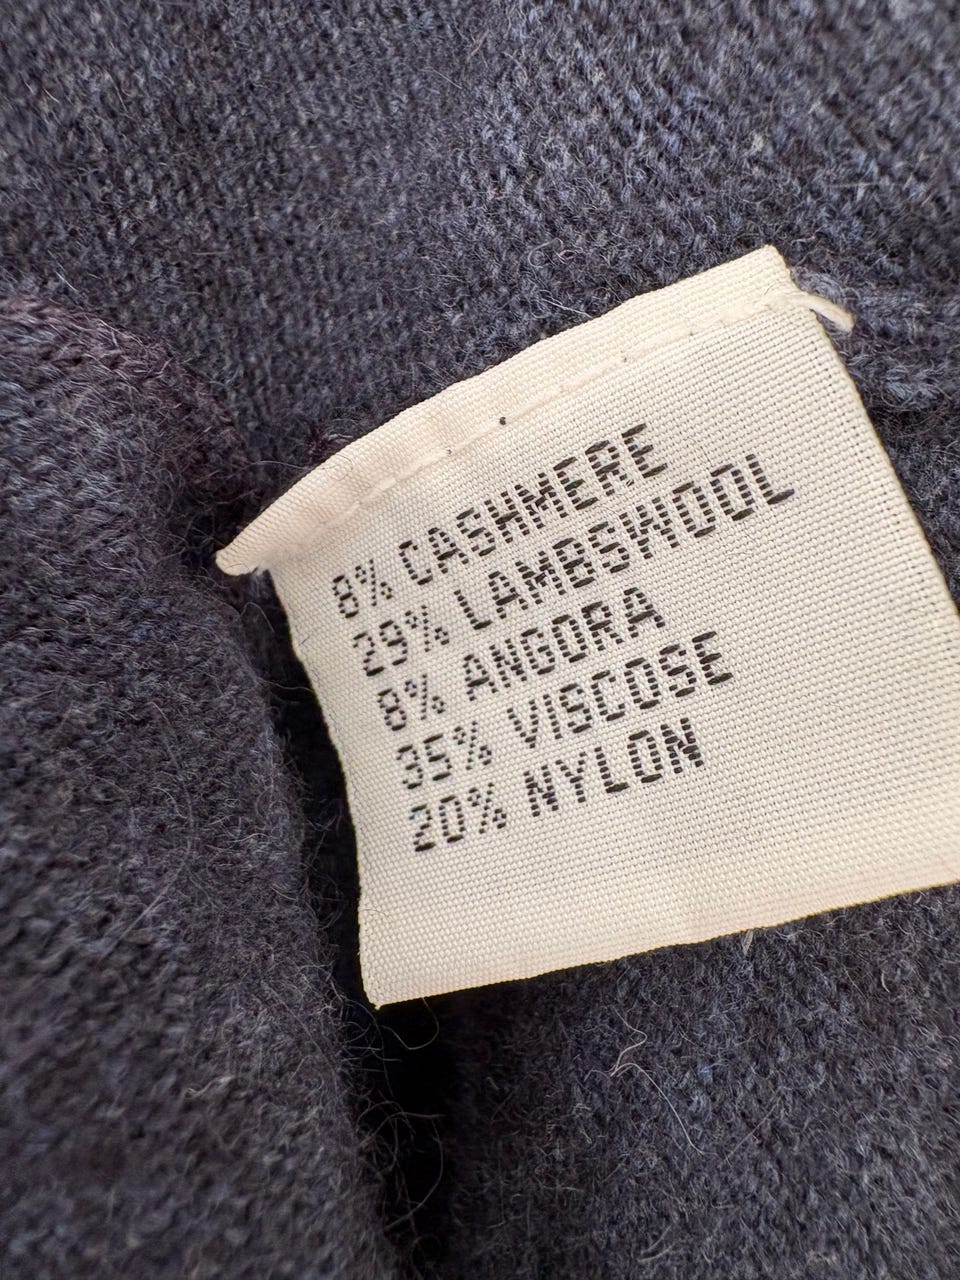 8% CASHMERE
29% LAMBSWOOL
8% ANGORA
35% VISCOSE
20% NYLON